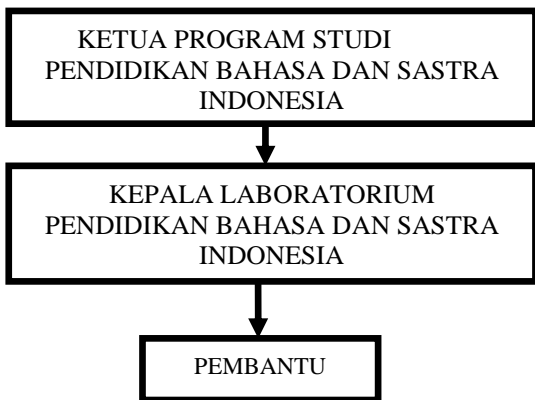 KETUA PROGRAM STUDI
PENDIDIKAN BAHASA DAN SASTRA
INDONESIA
KEPALA LABORATORIUM
PENDIDIKAN BAHASA DAN SASTRA
INDONESIA
PEMBANTU